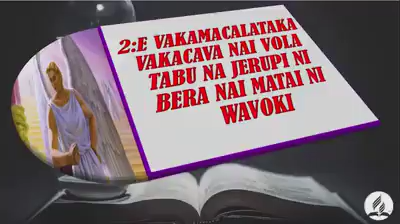 2:E VAKAMACALATAKA
VAKACAVA NAI VOLA
TABU NA JERUPI NI
BERA NAI MATAI NI
WAVOKI